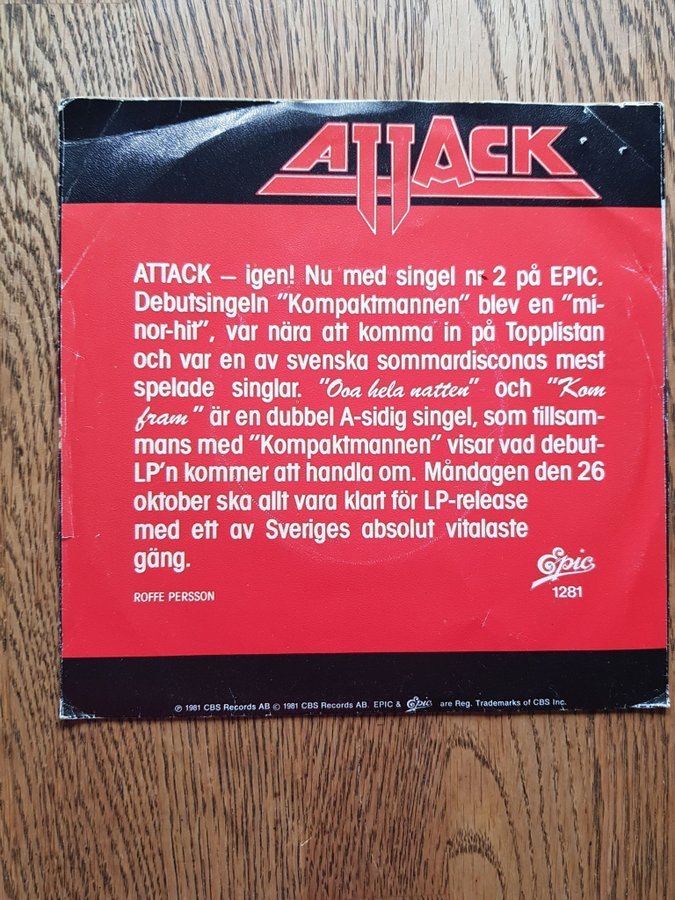 ATTACK
ATTACK – igen! Nu med singel nr 2 på EPIC.
Debutsingeln "Kompaktmannen" blev en "mi-
nor-hit", var nära att komma in på Topplistan
och var en av svenska sommardisconas mest
spelade singlar. "Ooa hela natten" och "Kom
fram" är en dubbel A-sidig singel, som tillsam-
mans med "Kompaktmannen" visar vad debut-
LP'n kommer att handla om. Måndagen den 26
oktober ska allt vara klart för LP-release
med ett av Sveriges absolut vitalaste
gäng.
Epic
1281
ROFFE PERSSON
℗ 1981 CBS Records AB © 1981 CBS Records AB. EPIC & Epic are Reg. Trademarks of CBS Inc.